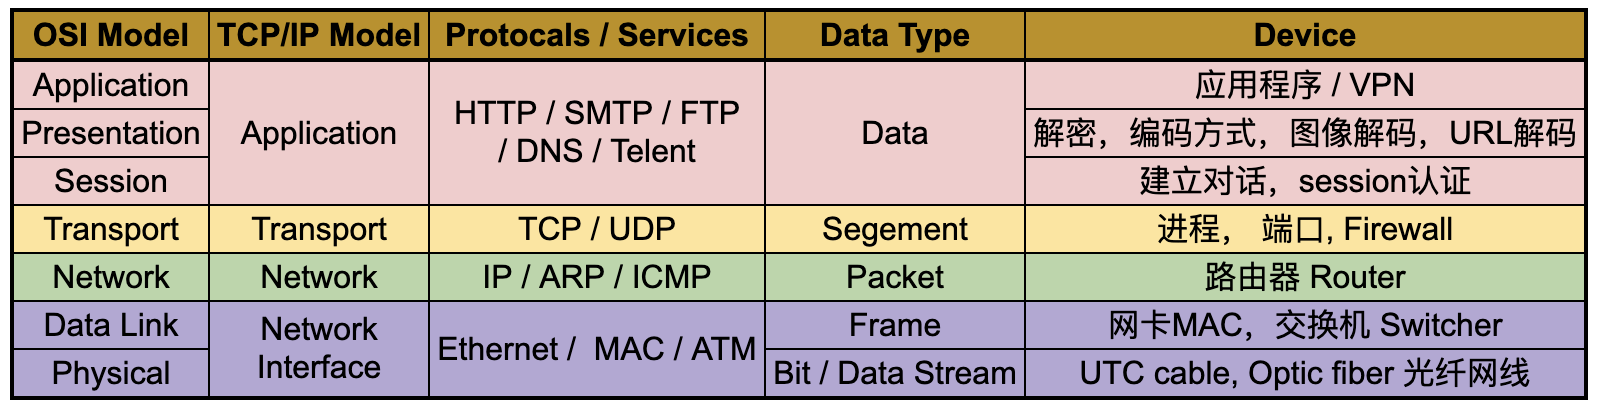 OSI Model TCP/IP Model Protocals / Services Data Type Device
Application 应用程序 / VPN
Presentation Application HTTP / SMTP / FTP / DNS / Telent Data 解密，编码方式，图像解码，URL解码
Session 建立对话，session认证
Transport Transport TCP / UDP Segement 进程， 端口, Firewall
Network Network IP / ARP / ICMP Packet 路由器 Router
Data Link Network Interface Ethernet / MAC / ATM Frame 网卡MAC，交换机 Switcher
Physical Bit / Data Stream UTC cable, Optic fiber 光纤网线